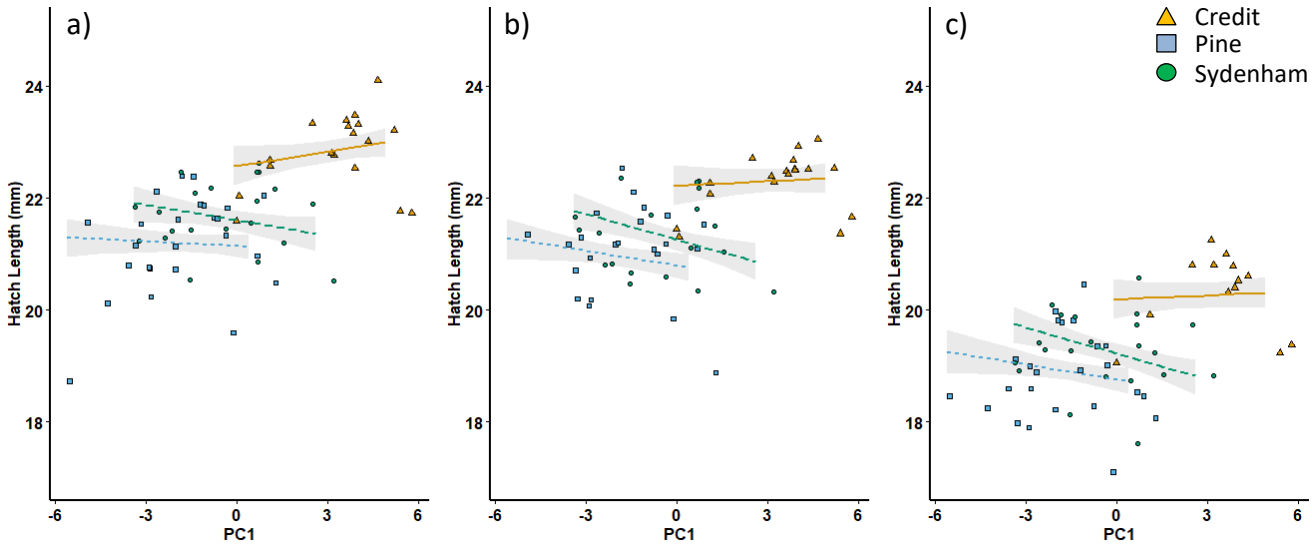 a)
24
22
20
18
Hatch Length (mm)
-6 -3 0 3 6
PC1
b)
24
22
20
18
Hatch Length (mm)
-6 -3 0 3 6
PC1
c)
24
22
20
18
Hatch Length (mm)
-6 -3 0 3 6
PC1
Credit
Pine
Sydenham